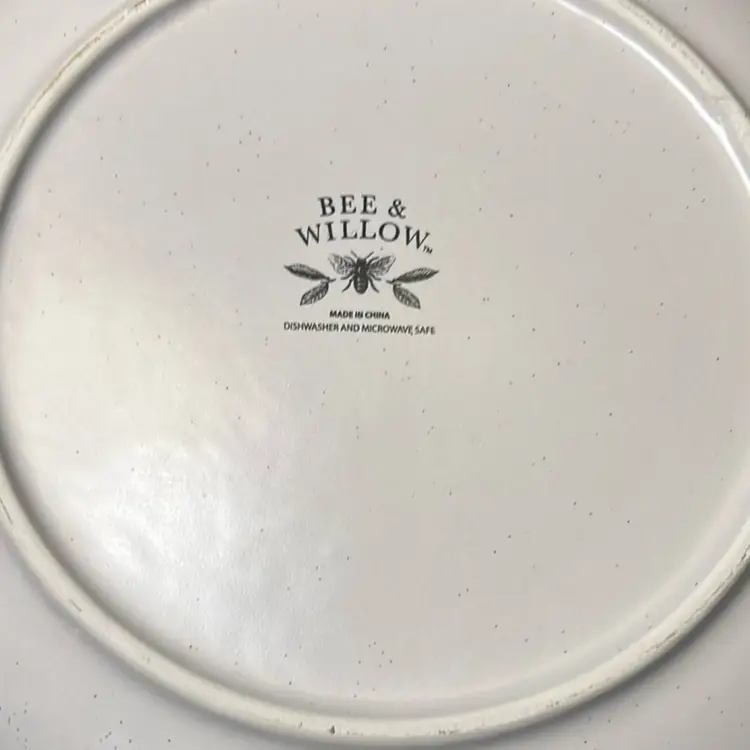 BEE &
WILLOW™
MADE IN CHINA
DISHWASHER AND MICROWAVE SAFE